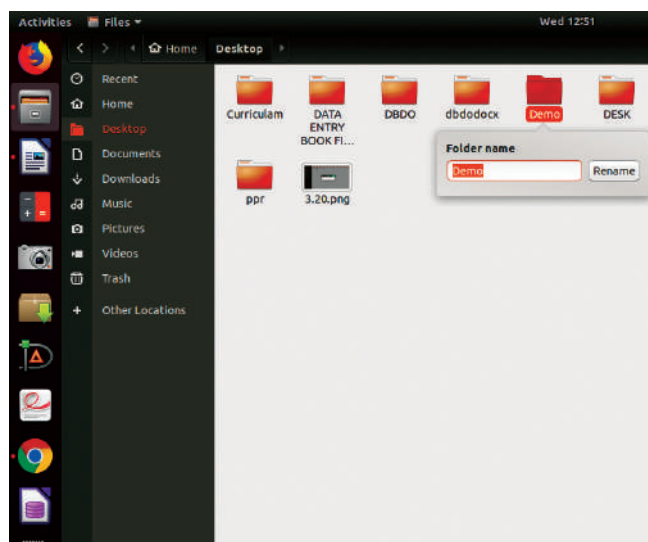 Activities Files Wed 12:51
Home Desktop
Recent
Home
Desktop
Documents
Downloads
Music
Pictures
Videos
Trash
+ Other Locations
Curriculam
DATA
ENTRY
BOOK FI...
DBDO
dbdodocx
Demo
DESK
ppr
3.20.png
Folder name
Demo
Rename